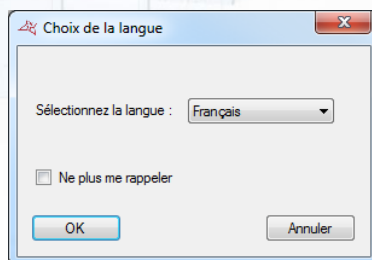 Choix de la langue
Sélectionnez la langue : Français
Ne plus me rappeler
OK Annuler